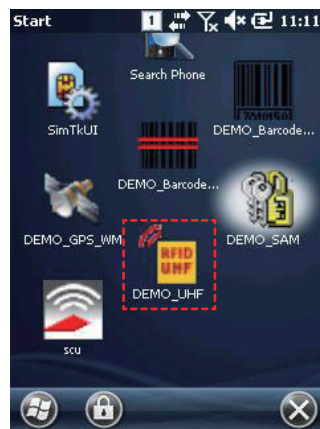 Start 1 11:11
Search Phone
SimTkUI
DEMO_Barcode...
DEMO_Barcode...
DEMO_GPS_WM
DEMO_SAM
RFID
UHF
DEMO_UHF
scu